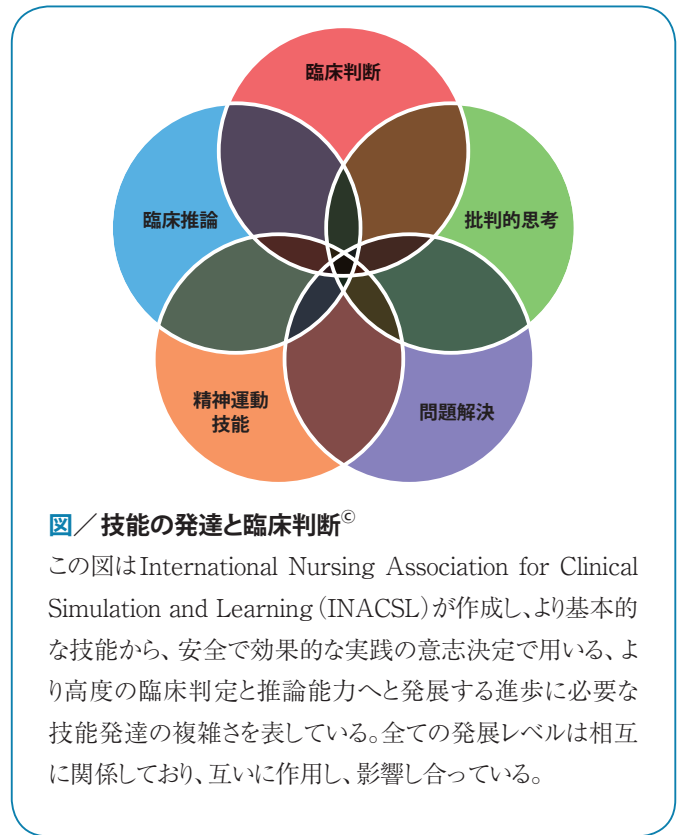 臨床判断
臨床推論
批判的思考
精神運動
技能
問題解決
図／技能の発達と臨床判断©
この図はInternational Nursing Association for Clinical
Simulation and Learning（INACSL）が作成し、より基本的
な技能から、安全で効果的な実践の意志決定で用いる、よ
り高度の臨床判定と推論能力へと発展する進歩に必要な
技能発達の複雑さを表している。全ての発展レベルは相互
に関係しており、互いに作用し、影響し合っている。